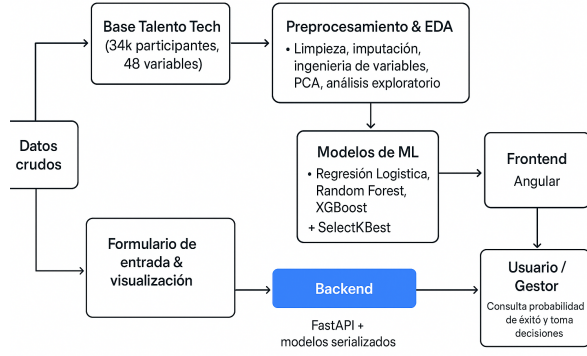 Base Talento Tech
(34k participantes,
48 variables)
Preprocesamiento & EDA
• Limpieza, imputación,
ingenieria de variables,
PCA, análisis exploratorio
Datos
crudos
Modelos de ML
• Regresión Logistica,
Random Forest,
XGBoost
+ SelectKBest
Frontend
Angular
Formulario de
entrada &
visualización
Backend
FastAPI +
modelos serializados
Usuario /
Gestor
Consulta probabilidad
de éxitó y toma
decisiones